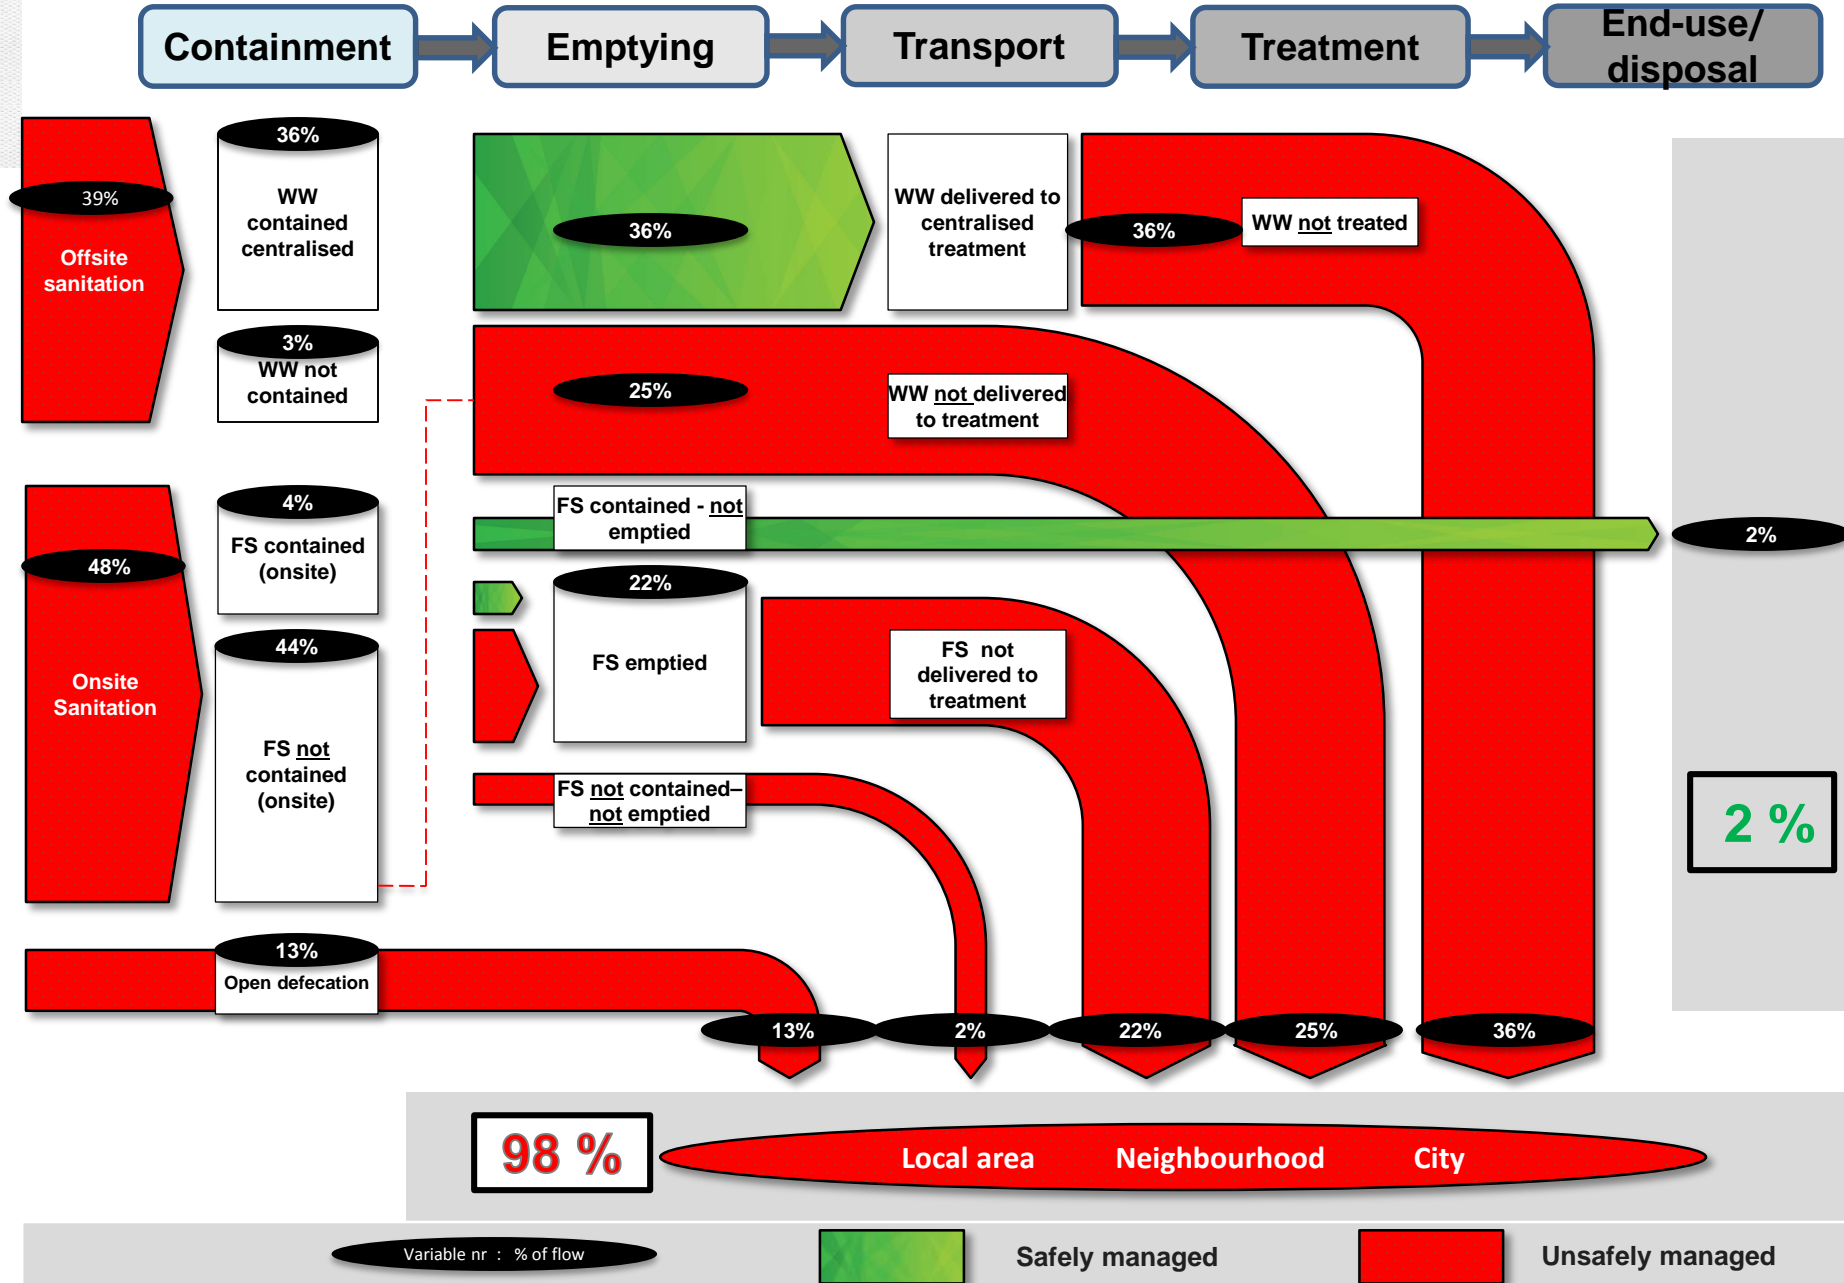 Containment
Emptying
Transport
Treatment
End-use/
disposal
39%
Offsite
sanitation
36%
WW
contained
centralised
3%
WW not
contained
36%
WW delivered to
centralised
treatment
36%
WW not treated
25%
WW not delivered
to treatment
48%
Onsite
Sanitation
4%
FS contained
(onsite)
44%
FS not
contained
(onsite)
FS contained - not
emptied
2%
22%
FS emptied
FS not
delivered to
treatment
FS not contained–
not emptied
2 %
13%
Open defecation
13%
2%
22%
25%
36%
98 %
Local area
Neighbourhood
City
Variable nr : % of flow
Safely managed
Unsafely managed